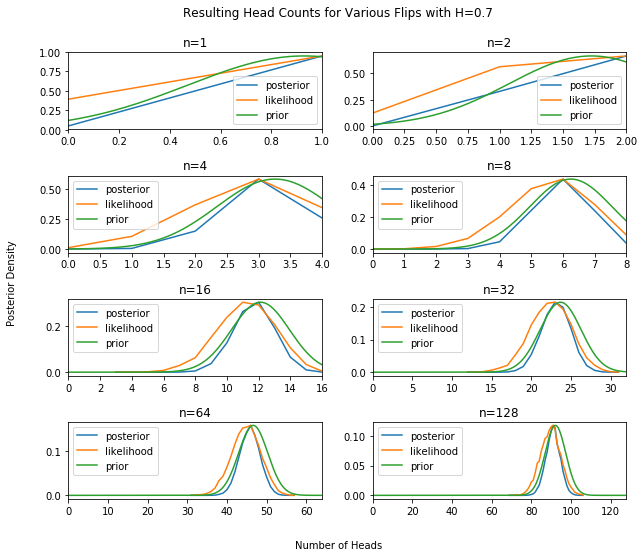 Resulting Head Counts for Various Flips with H=0.7
n=1
1.00
0.75
0.50
0.25
0.00
posterior
likelihood
prior
0.0 0.2 0.4 0.6 0.8 1.0
n=2
0.50
0.25
0.00
posterior
likelihood
prior
0.00 0.25 0.50 0.75 1.00 1.25 1.50 1.75 2.00
n=4
0.50
0.25
0.00
posterior
likelihood
prior
0.0 0.5 1.0 1.5 2.0 2.5 3.0 3.5 4.0
n=8
0.4
0.2
0.0
posterior
likelihood
prior
0 1 2 3 4 5 6 7 8
Posterior Density
n=16
0.2
0.0
posterior
likelihood
prior
0 2 4 6 8 10 12 14 16
n=32
0.2
0.1
0.0
posterior
likelihood
prior
0 5 10 15 20 25 30
n=64
0.1
0.0
posterior
likelihood
prior
0 10 20 30 40 50 60
n=128
0.10
0.05
0.00
posterior
likelihood
prior
0 20 40 60 80 100 120
Number of Heads